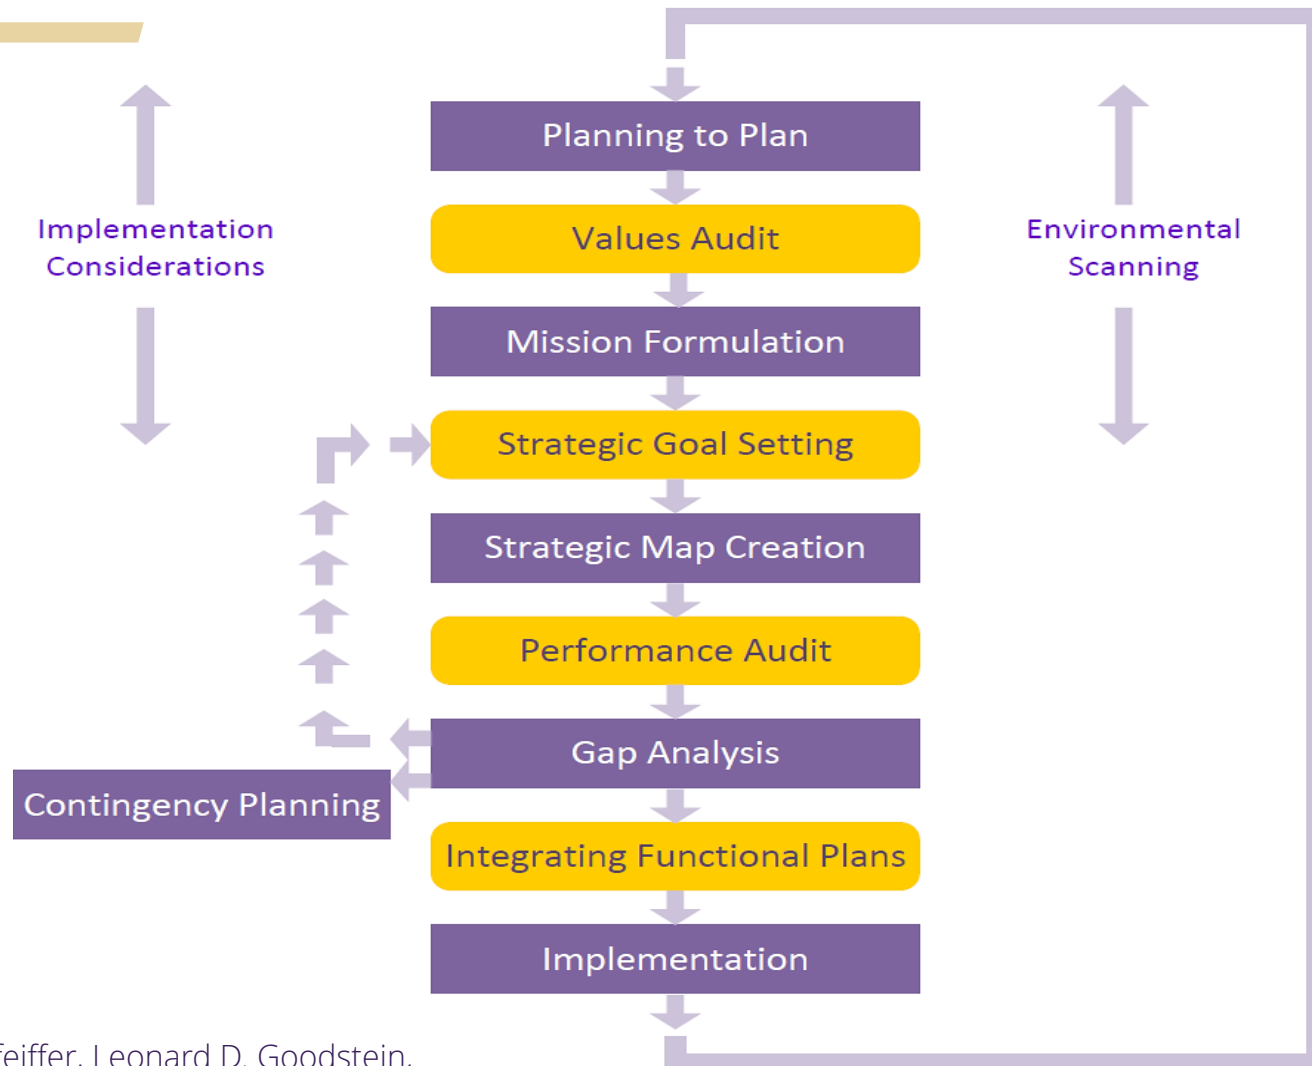 Planning to Plan
Implementation
Considerations
Values Audit
Environmental
Scanning
Mission Formulation
Strategic Goal Setting
Strategic Map Creation
Performance Audit
Gap Analysis
Contingency Planning
Integrating Functional Plans
Implementation
Leonard D. Goodstein,